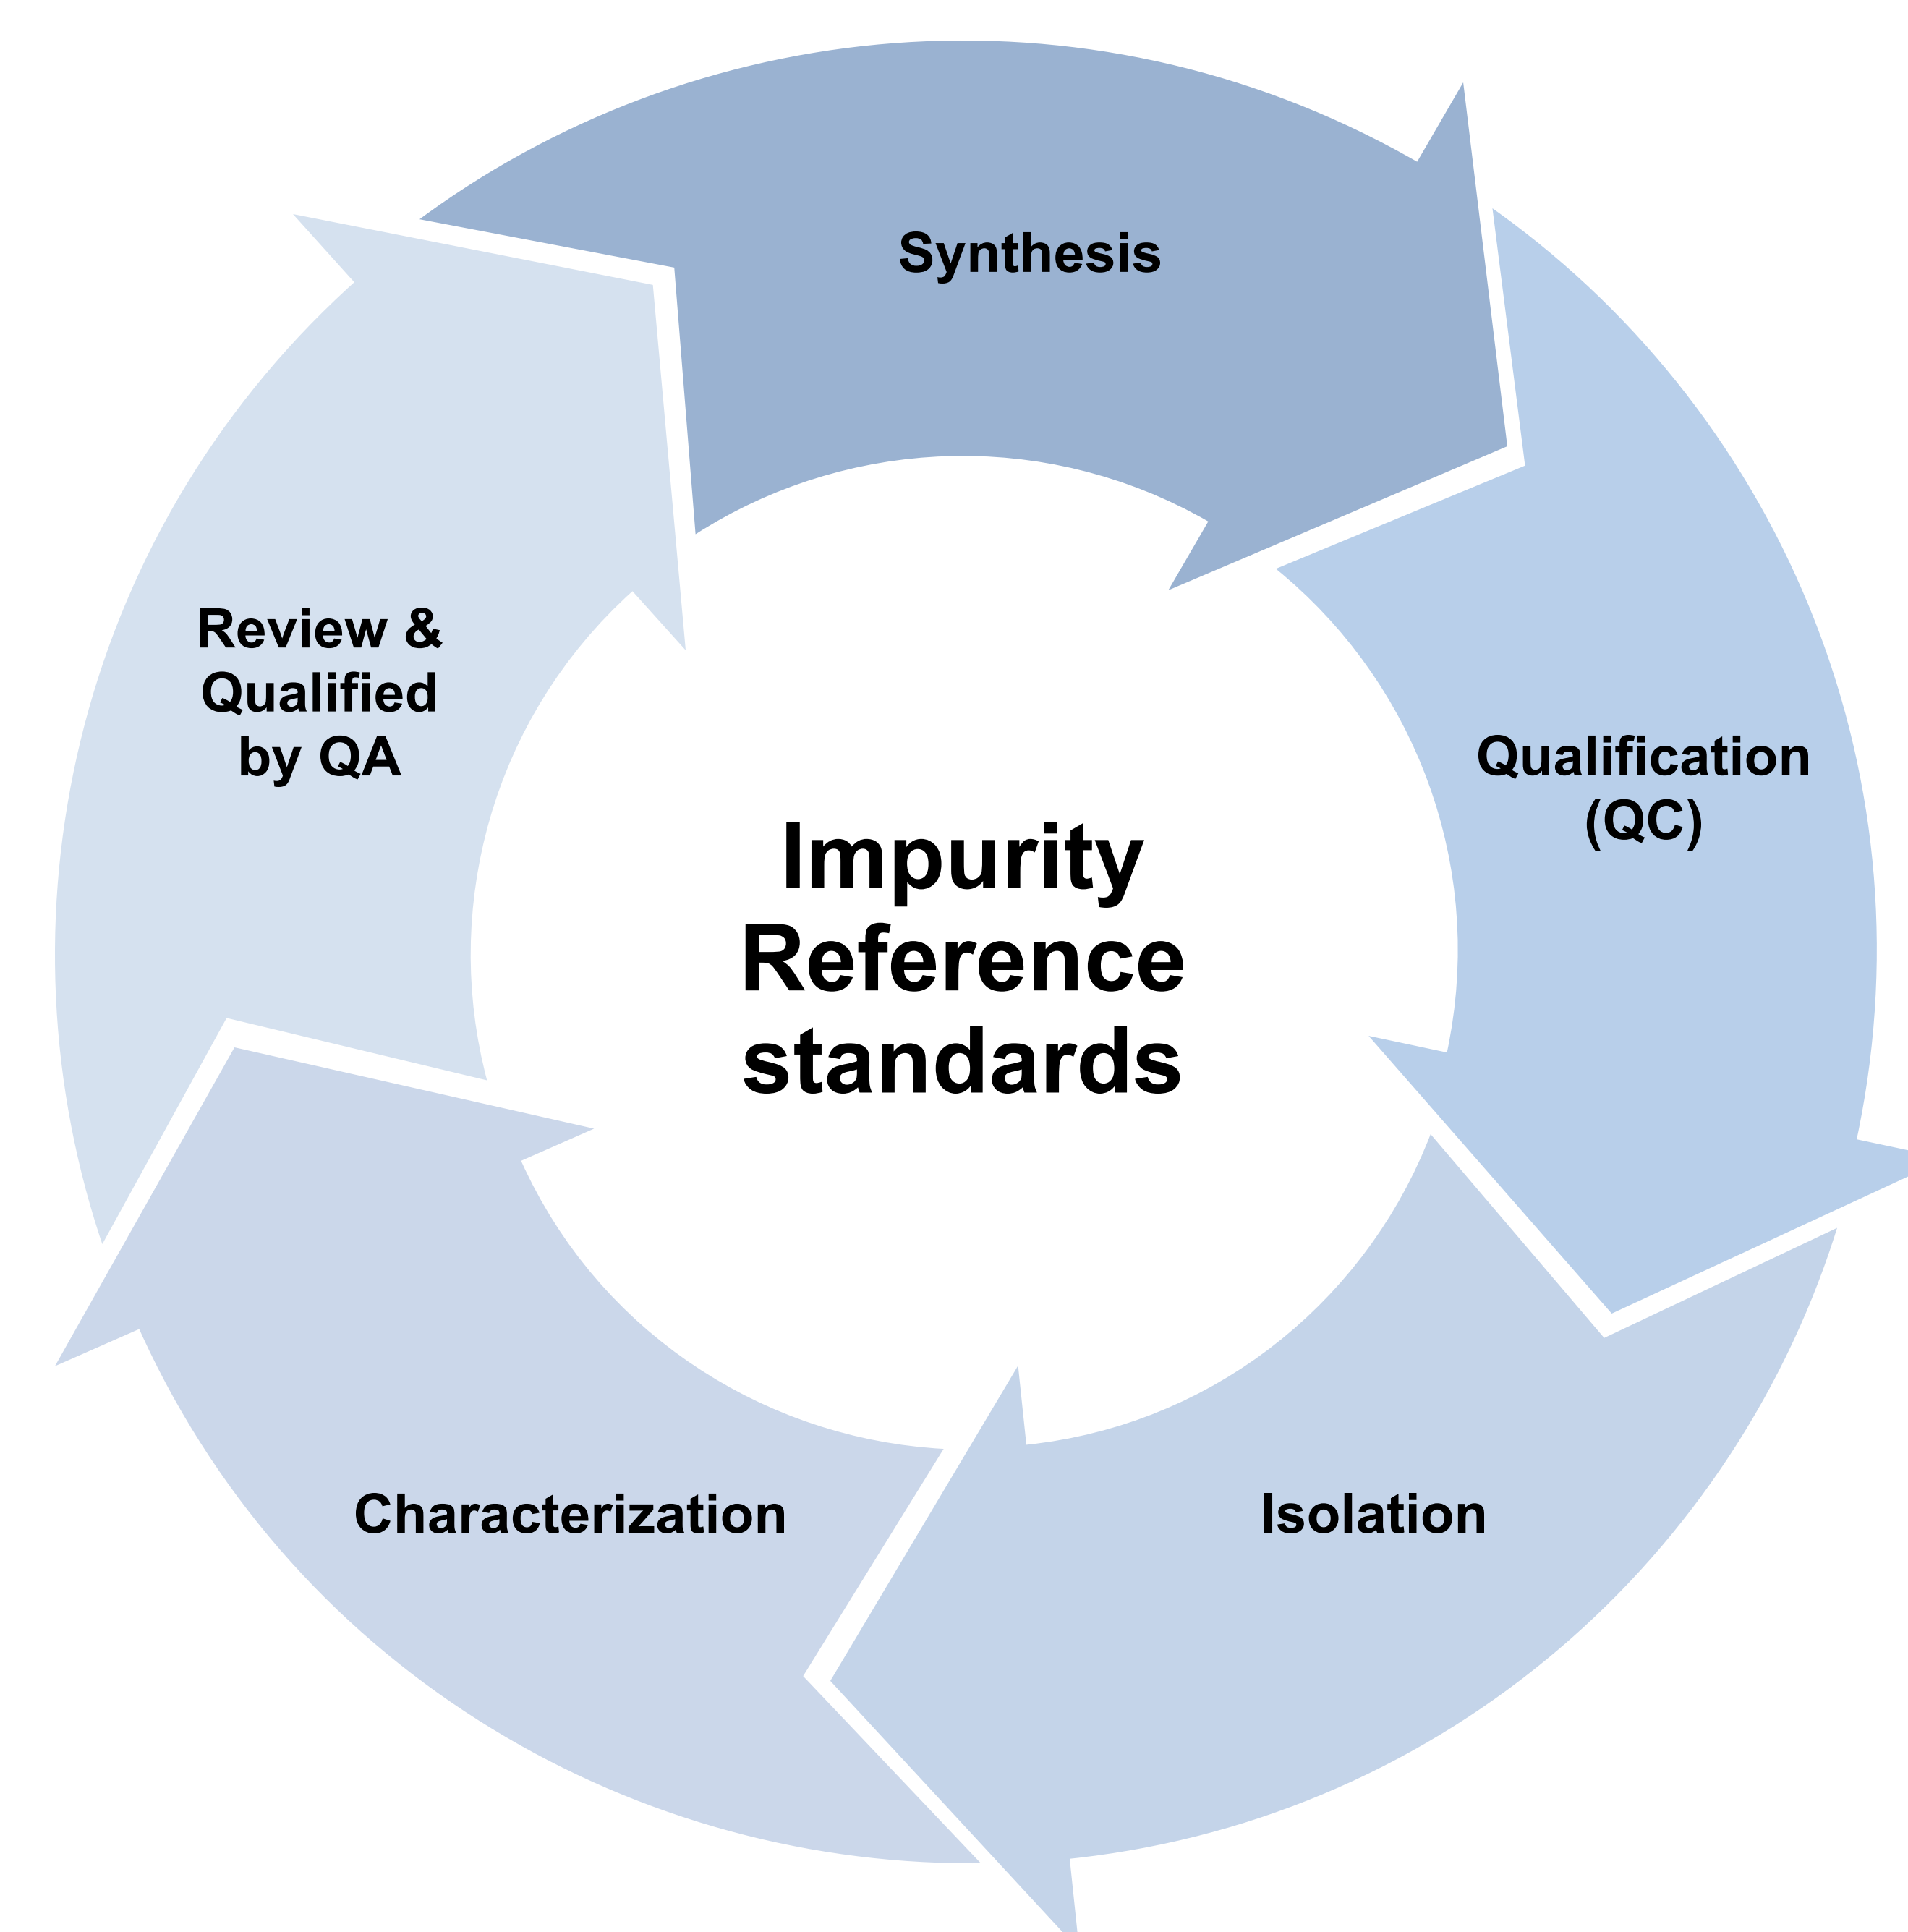 Synthesis
Qualification
(QC)
Isolation
Characterization
Review &
Qualified
by QA
Impurity
Reference
standards